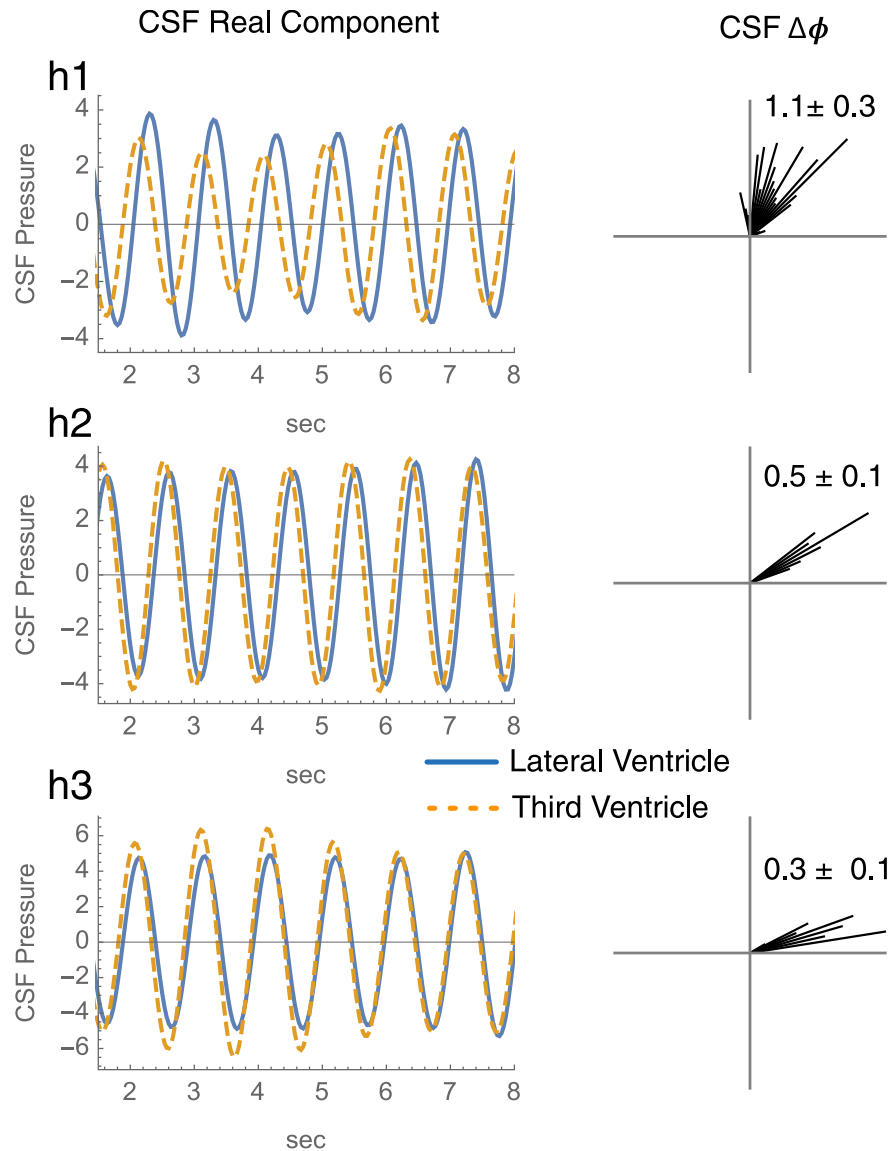 CSF Real Component
CSF Δϕ
h1
CSF Pressure
4
2
0
−2
−4
2 3 4 5 6 7 8
sec
1.1± 0.3
h2
CSF Pressure
4
2
0
−2
−4
2 3 4 5 6 7 8
sec
0.5 ± 0.1
Lateral Ventricle
Third Ventricle
h3
CSF Pressure
6
4
2
0
−2
−4
−6
2 3 4 5 6 7 8
sec
0.3 ± 0.1